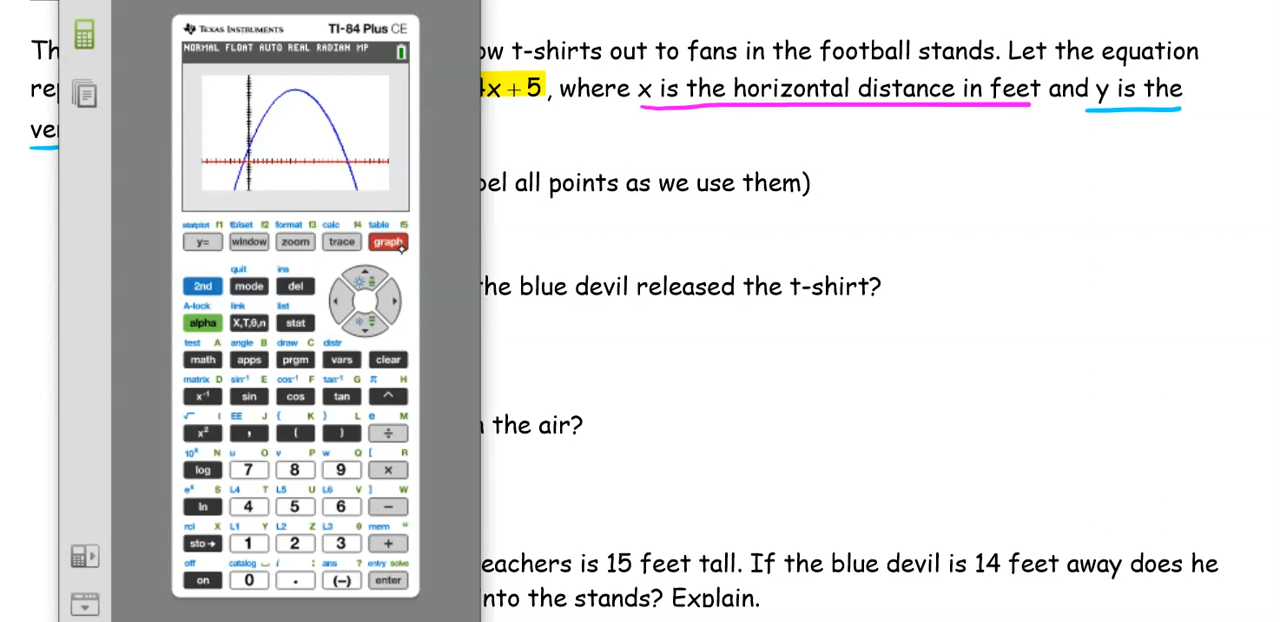 TEXAS INSTRUMENTS TI-84 Plus CE
NORMAL FLOAT AUTO REAL RADIAN MP
statplot f1 tblset f2 format f3 calc f4 table f5
y= window zoom trace graph
quit ins
2nd mode del
A-lock link list
alpha X,T,θ,n stat
test A angle B draw C distr
math apps prgm vars clear
matrix D sin⁻¹ E cos⁻¹ F tan⁻¹ G π H
x⁻¹ sin cos tan ^
√ I EE J { K } L e M
x² , ( ) ÷
10ˣ N u O v P w Q [ R
log 7 8 9 ×
eˣ S L4 T L5 U L6 V ] W
ln 4 5 6 −
rcl X L1 Y L2 Z L3 θ mem "
sto→ 1 2 3 +
off catalog ⎵ i : ans ? entry solve
on 0 . (−) enter
Th ow t-shirts out to fans in the football stands. Let the equation
rep x + 5, where x is the horizontal distance in feet and y is the
ver
bel all points as we use them)
the blue devil released the t-shirt?
the air?
eachers is 15 feet tall. If the blue devil is 14 feet away does he
nto the stands? Explain.